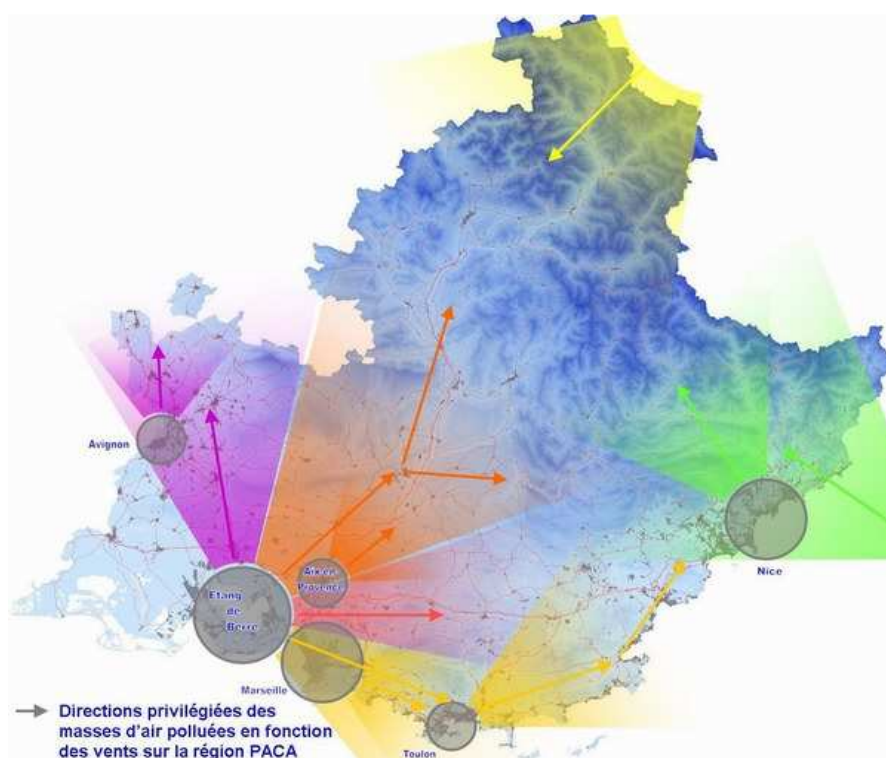 Avignon
Aix en
Provence
Etang
de
Berre
Nice
Marseille
Toulon
Directions privilégiées des
masses d'air polluées en fonction
des vents sur la région PACA